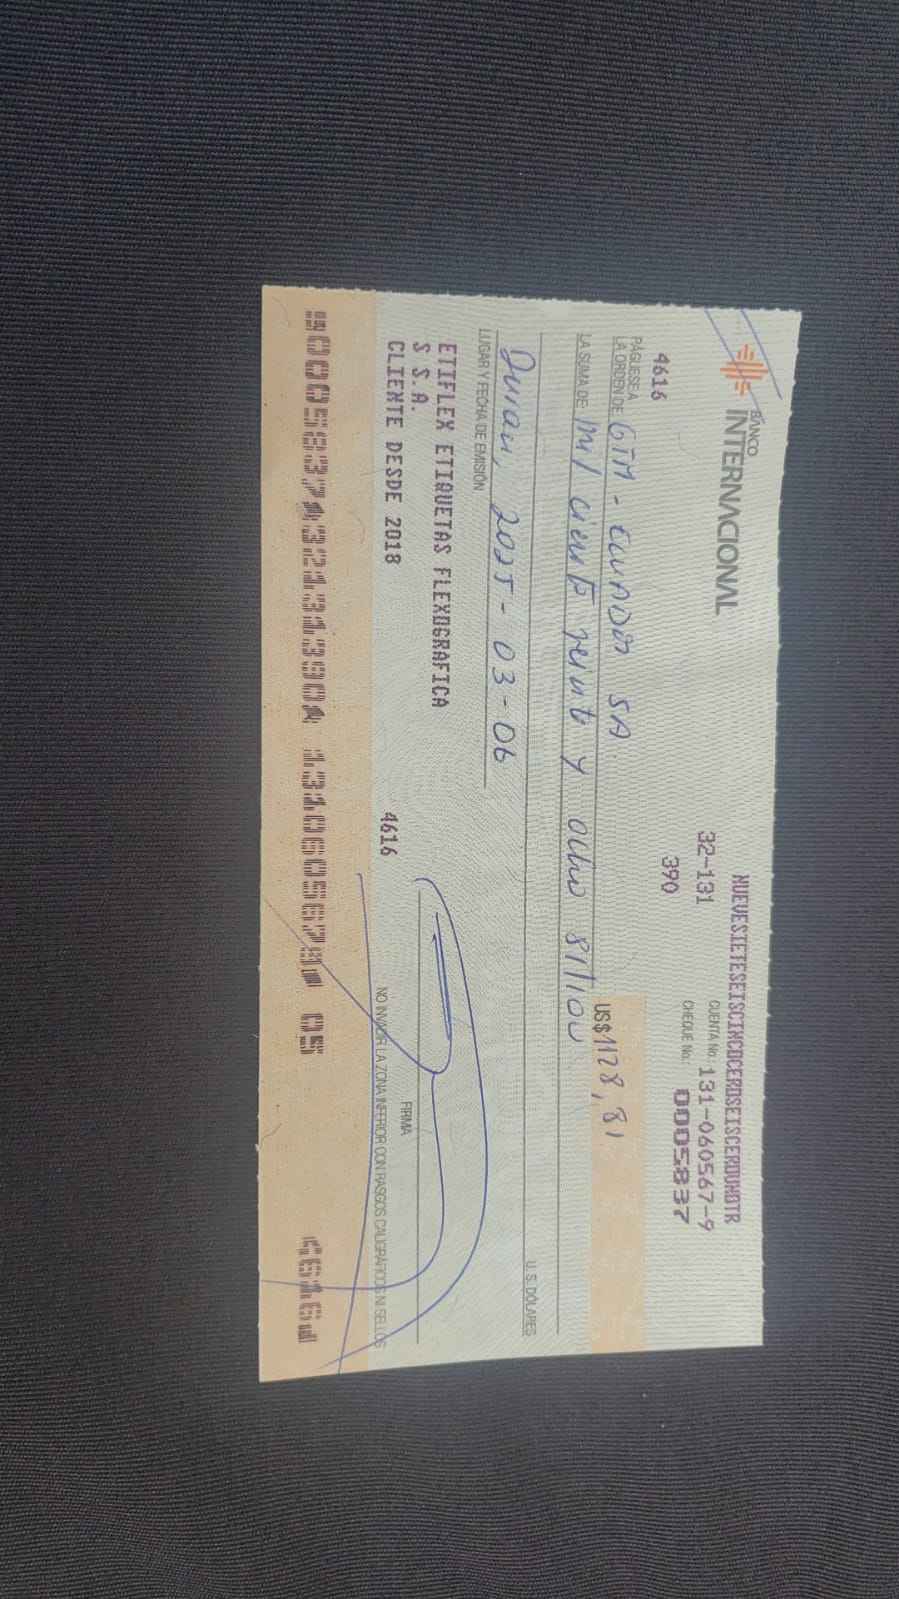 BANCO
INTERNACIONAL
NUEVESIETESEISCINCOCEROSEISCEROUNOTR
32-131
CUENTA No. 131-060567-9
390
CHEQUE No. 0005837
4616
PÁGUESE A
LA ORDEN DE GTM - Ecuador SA
US$ 1128,81
LA SUMA DE mil ciento veinte y ocho 81/100
U. S. DÓLARES
Duran, 2025-03-06
LUGAR Y FECHA DE EMISIÓN
ETIFLEX ETIQUETAS FLEXOGRAFICA
S S.A.
CLIENTE DESDE 2018
4616
FIRMA
NO INVADIR LA ZONA INFERIOR CON RASGOS CALIGRÁFICOS NI SELLOS